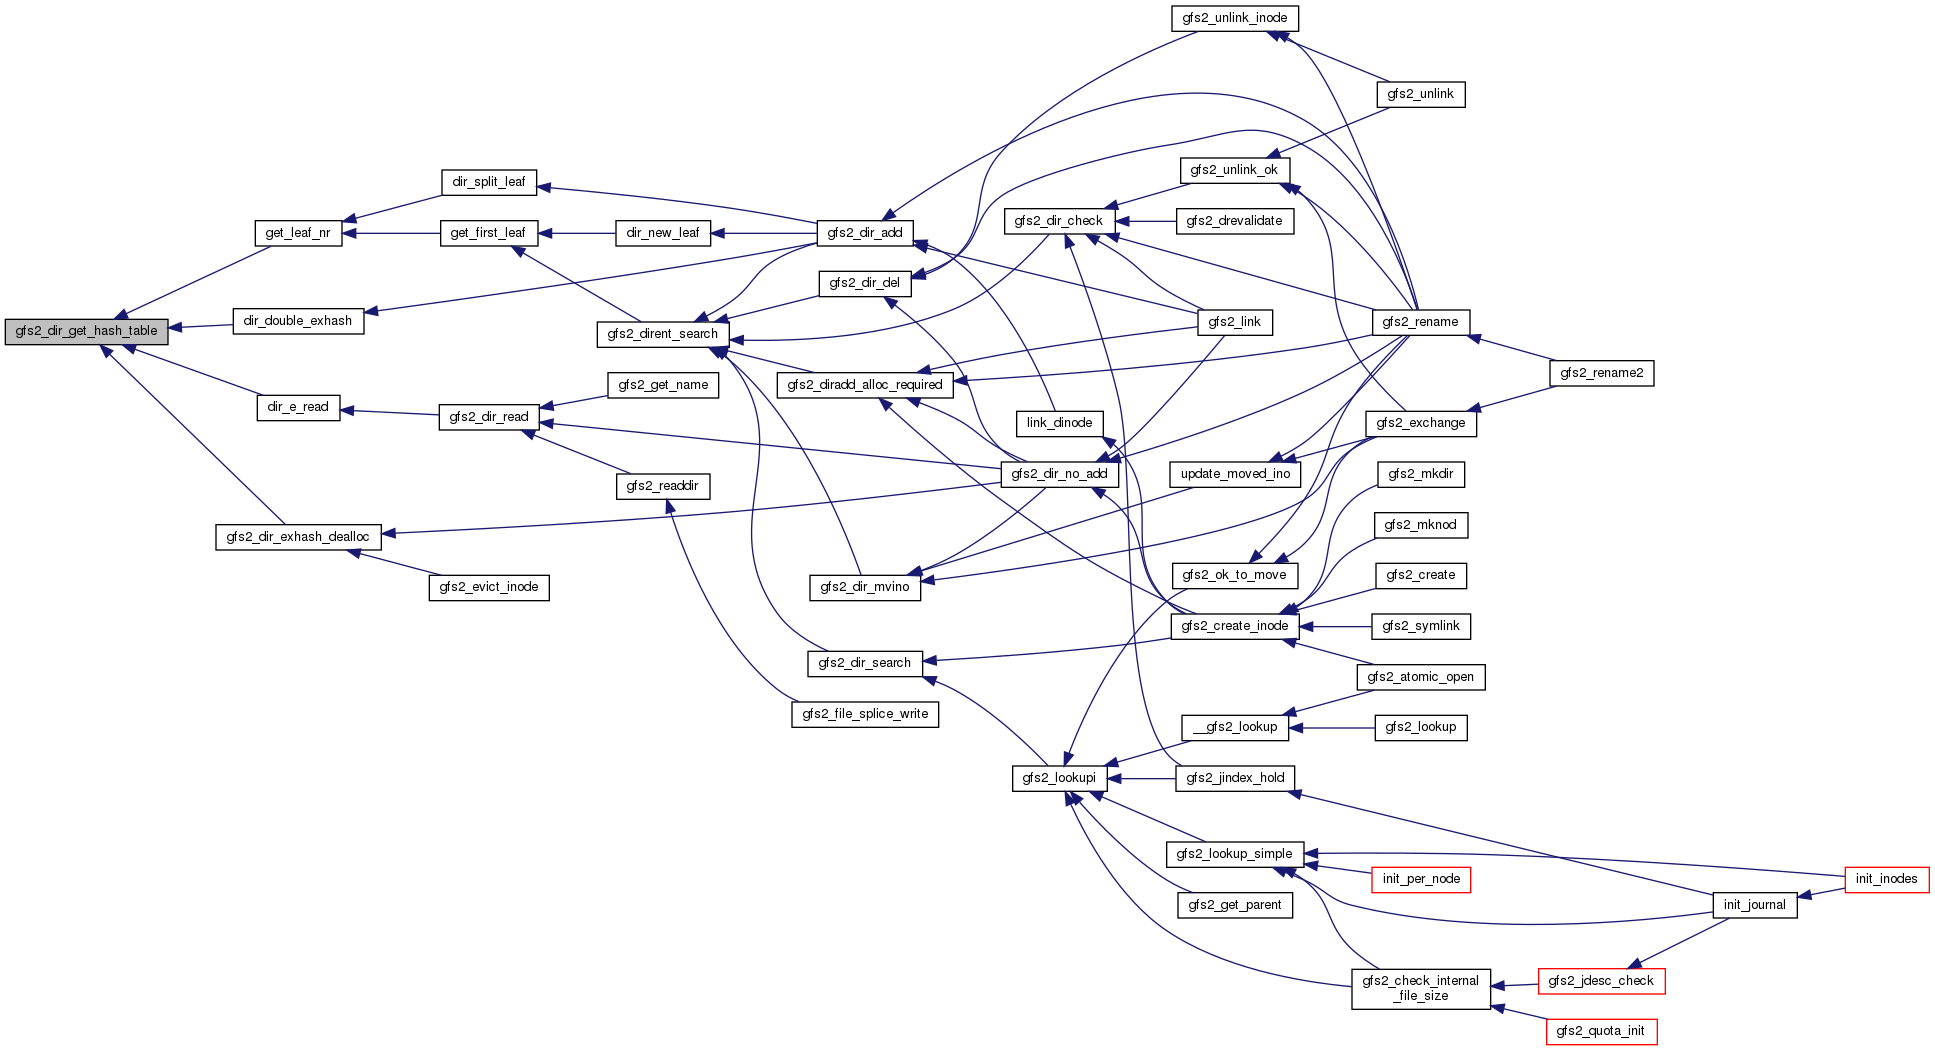 gfs2_unlink_inode
gfs2_unlink
gfs2_unlink_ok
dir_split_leaf
gfs2_dir_check
gfs2_drevalidate
get_leaf_nr
get_first_leaf
dir_new_leaf
gfs2_dir_add
gfs2_dir_del
dir_double_exhash
gfs2_dir_get_hash_table
gfs2_dirent_search
gfs2_link
gfs2_rename
gfs2_rename2
gfs2_get_name
gfs2_diradd_alloc_required
dir_e_read
gfs2_dir_read
link_dinode
gfs2_exchange
gfs2_dir_no_add
update_moved_ino
gfs2_mkdir
gfs2_readdir
gfs2_mknod
gfs2_dir_exhash_dealloc
gfs2_evict_inode
gfs2_dir_mvino
gfs2_ok_to_move
gfs2_create
gfs2_create_inode
gfs2_symlink
gfs2_dir_search
gfs2_atomic_open
gfs2_file_splice_write
__gfs2_lookup
gfs2_lookup
gfs2_lookupi
gfs2_jindex_hold
gfs2_lookup_simple
init_per_node
init_inodes
gfs2_get_parent
init_journal
gfs2_check_internal
_file_size
gfs2_jdesc_check
gfs2_quota_init